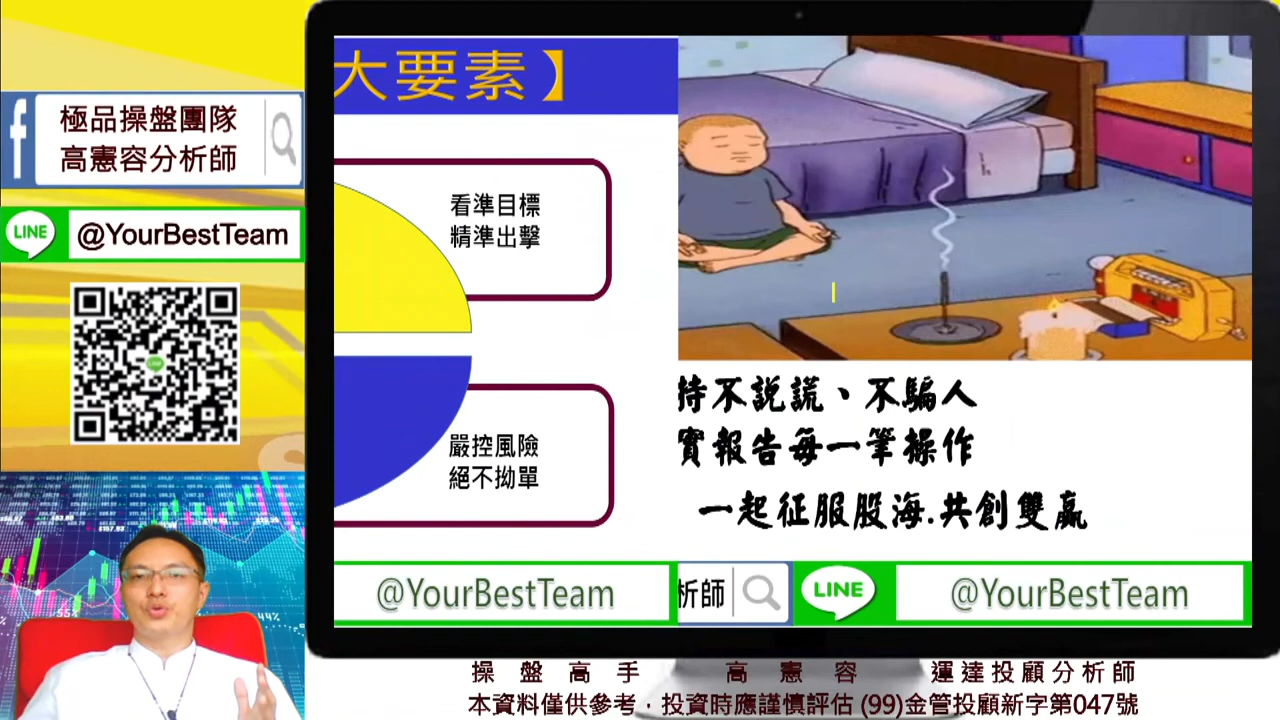 極品操盤團隊
高憲容分析師
LINE
@YourBestTeam
大要素】
看準目標
精準出擊
嚴控風險
絕不拗單
@YourBestTeam
持不說謊、不騙人
實報告每一筆操作
一起征服股海.共創雙贏
析師
LINE
@YourBestTeam
操盤高手 高憲容 運達投顧分析師
本資料僅供參考，投資時應謹慎評估 (99)金管投顧新字第047號